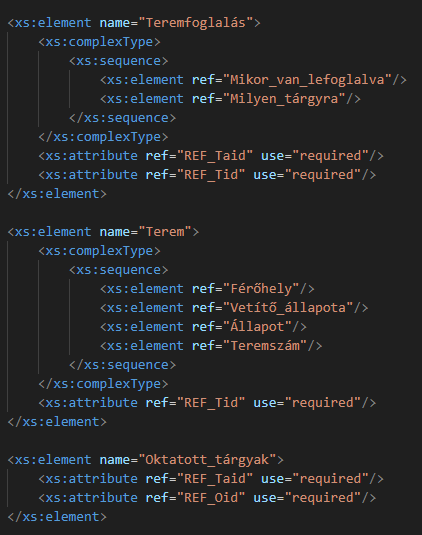 <xs:element name="Teremfoglalás">
    <xs:complexType>
        <xs:sequence>
            <xs:element ref="Mikor_van_lefoglalva"/>
            <xs:element ref="Milyen_tárgyra"/>
        </xs:sequence>
    </xs:complexType>
    <xs:attribute ref="REF_Taid" use="required"/>
    <xs:attribute ref="REF_Tid" use="required"/>
</xs:element>

<xs:element name="Terem">
    <xs:complexType>
        <xs:sequence>
            <xs:element ref="Férőhely"/>
            <xs:element ref="Vetítő_állapota"/>
            <xs:element ref="Állapot"/>
            <xs:element ref="Teremszám"/>
        </xs:sequence>
    </xs:complexType>
    <xs:attribute ref="REF_Tid" use="required"/>
</xs:element>

<xs:element name="Oktatott_tárgyak">
    <xs:attribute ref="REF_Taid" use="required"/>
    <xs:attribute ref="REF_Oid" use="required"/>
</xs:element>